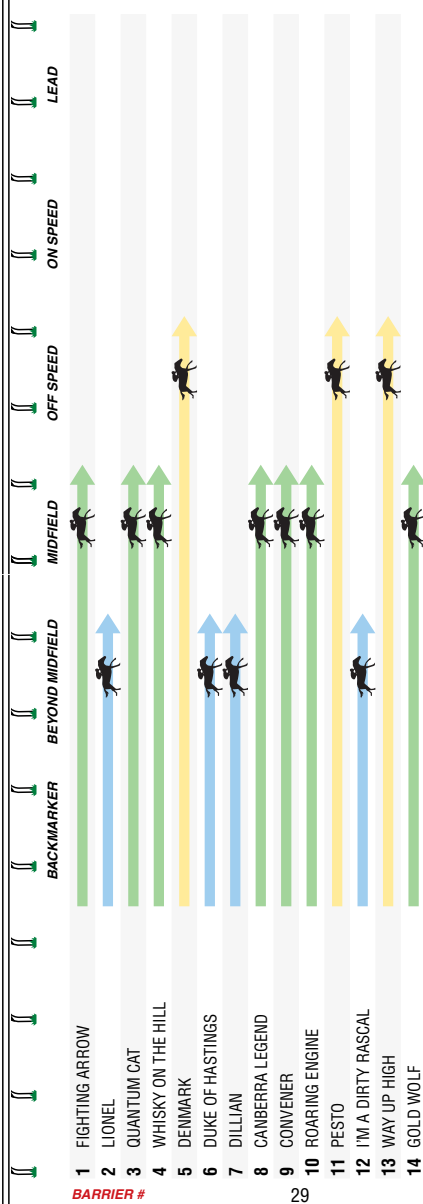 BACKMARKER BEYOND MIDFIELD MIDFIELD OFF SPEED ON SPEED LEAD
1 FIGHTING ARROW
2 LIONEL
3 QUANTUM CAT
4 WHISKY ON THE HILL
5 DENMARK
6 DUKE OF HASTINGS
7 DILLIAN
8 CANBERRA LEGEND
9 CONVENER
10 ROARING ENGINE
11 PESTO
12 I'M A DIRTY RASCAL
13 WAY UP HIGH
14 GOLD WOLF
BARRIER #
29